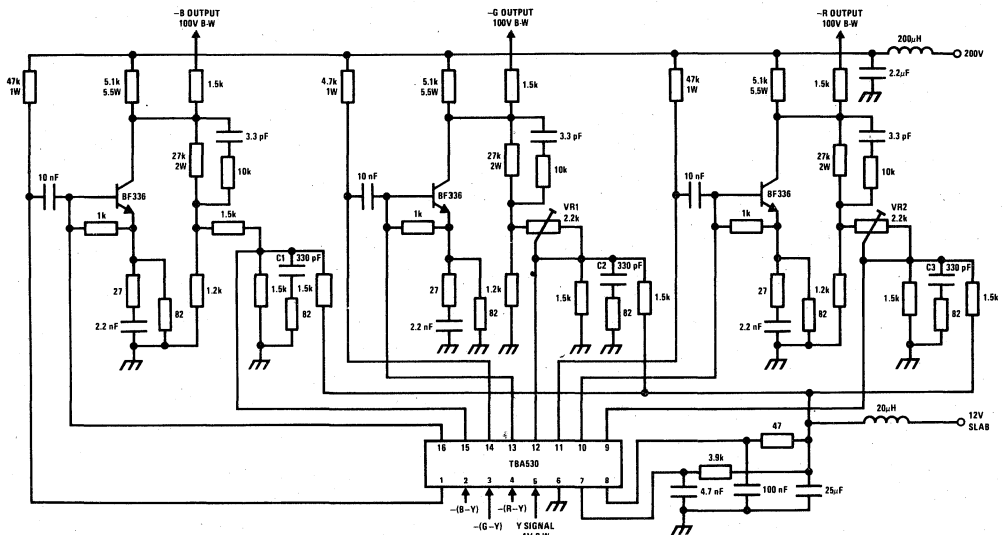 –B OUTPUT
100V B-W
–G OUTPUT
100V B-W
–R OUTPUT
100V B-W
200µH
200V
47k
1W
5.1k
5.5W
1.5k
4.7k
1W
5.1k
5.5W
1.5k
47k
1W
5.1k
5.5W
1.5k
2.2µF
3.3 pF
27k
2W
10k
3.3 pF
27k
2W
10k
3.3 pF
27k
2W
10k
10 nF
BF336
10 nF
BF336
10 nF
BF336
1k
1.5k
1k
VR1
2.2k
1k
VR2
2.2k
C1
330 pF
C2
330 pF
C3
330 pF
27
82
1.2k
1.5k
82
1.5k
27
82
1.2k
1.5k
82
1.5k
27
82
1.2k
1.5k
82
1.5k
2.2 nF
2.2 nF
2.2 nF
20µH
12V
SLAB
16 15 14 13 12 11 10 9
TBA530
1 2 3 4 5 6 7 8
47
3.9k
4.7 nF
100 nF
25µF
–(B–Y)
–(G–Y)
–(R–Y)
Y SIGNAL